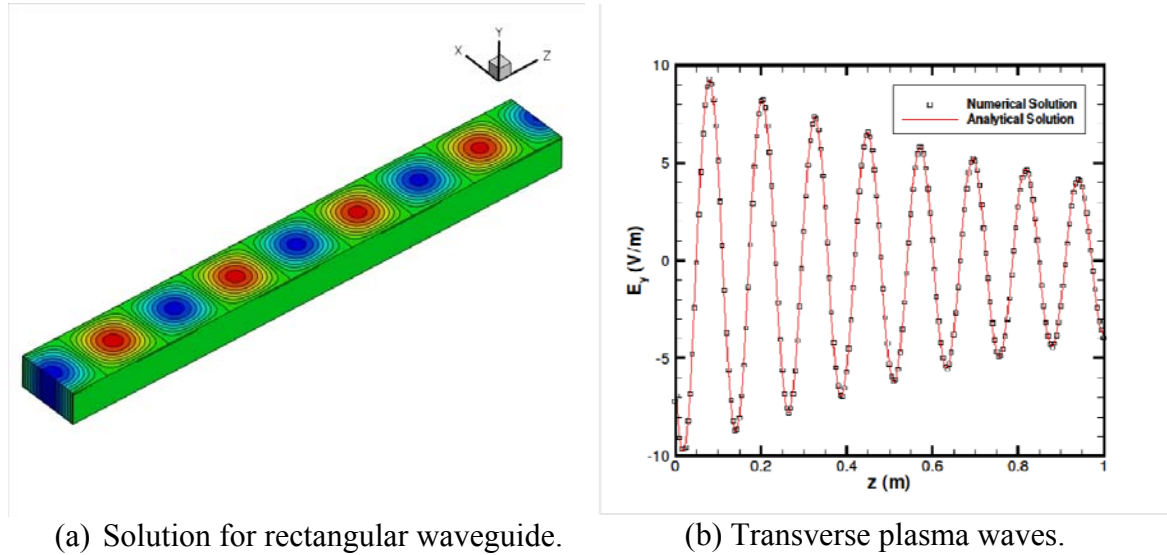 X
Y
Z
10
5
0
-5
-10
E_y (V/m)
Numerical Solution
Analytical Solution
0
0.2
0.4
0.6
0.8
1
z (m)
(a) Solution for rectangular waveguide.
(b) Transverse plasma waves.